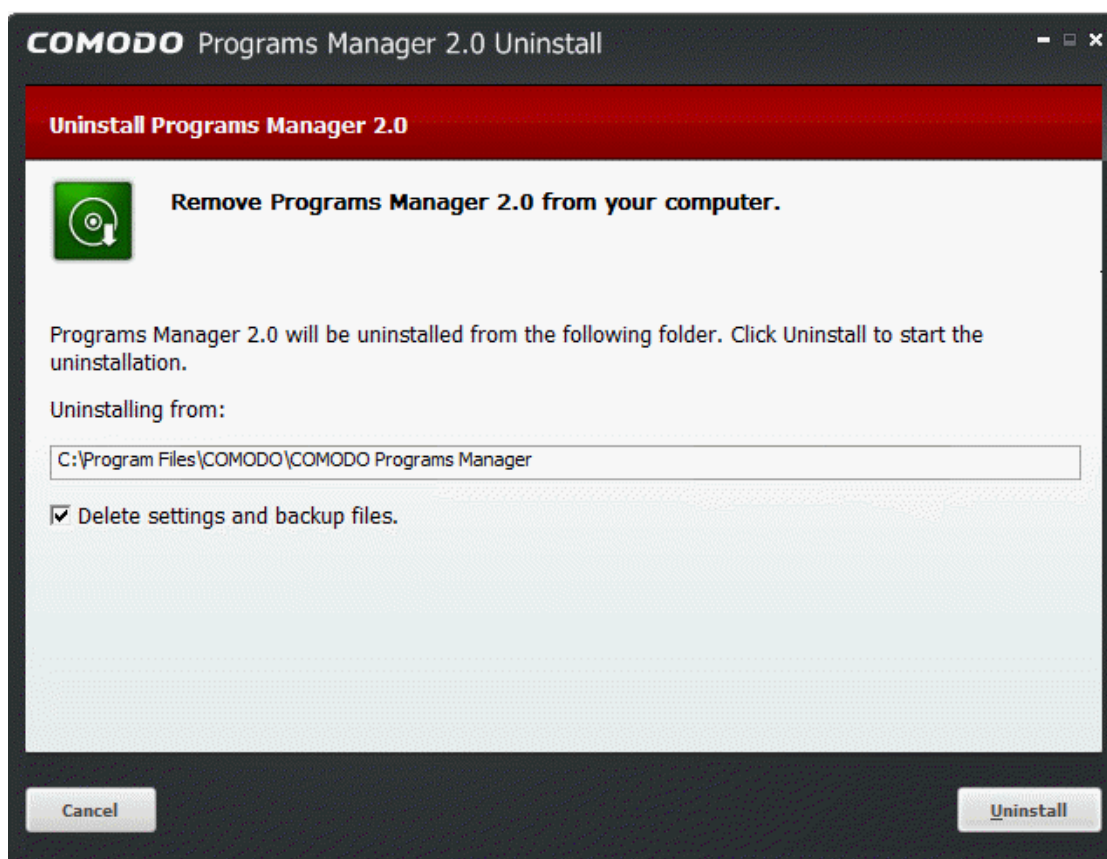 COMODO Programs Manager 2.0 Uninstall
Uninstall Programs Manager 2.0
Remove Programs Manager 2.0 from your computer.
Programs Manager 2.0 will be uninstalled from the following folder. Click Uninstall to start the
uninstallation.
Uninstalling from:
C:\Program Files\COMODO\COMODO Programs Manager
Delete settings and backup files.
Cancel
Uninstall